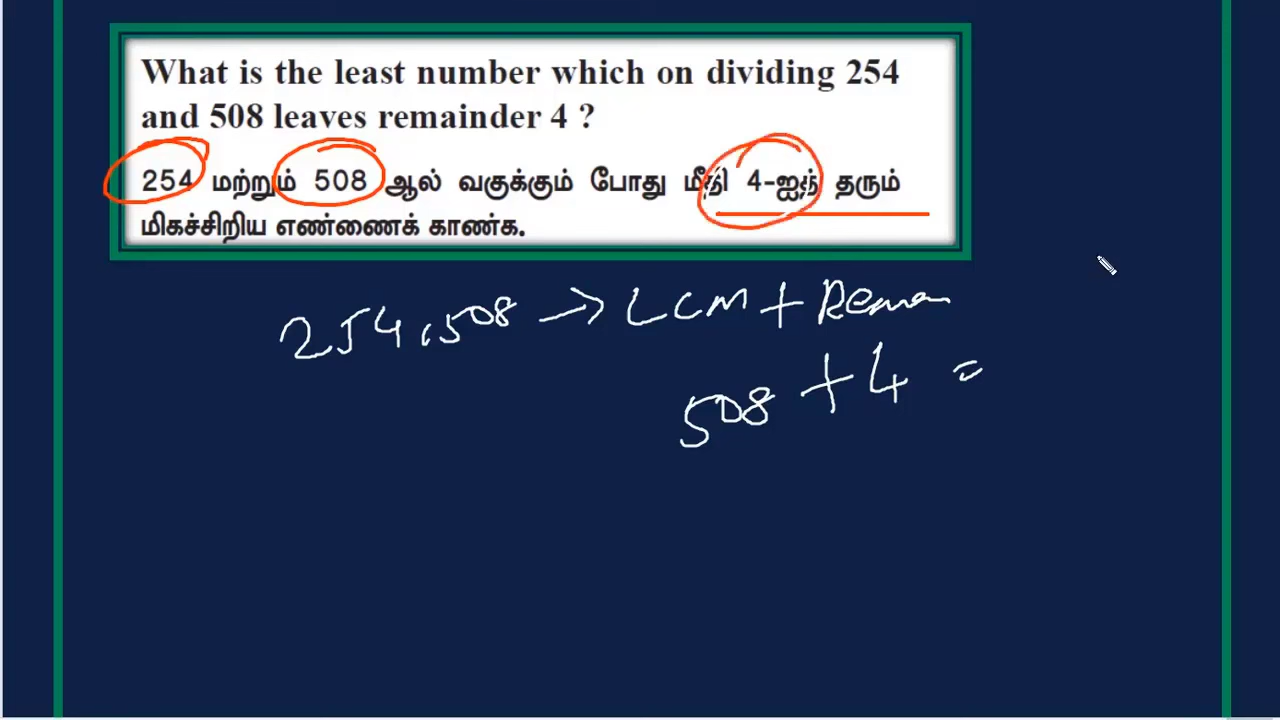 What is the least number which on dividing 254
and 508 leaves remainder 4 ?
254 மற்றும் 508 ஆல் வகுக்கும் போது மீதி 4-ஐத் தரும்
மிகச்சிறிய எண்ணைக் காண்க.
254,508 → LCM + Reman
508 + 4 =